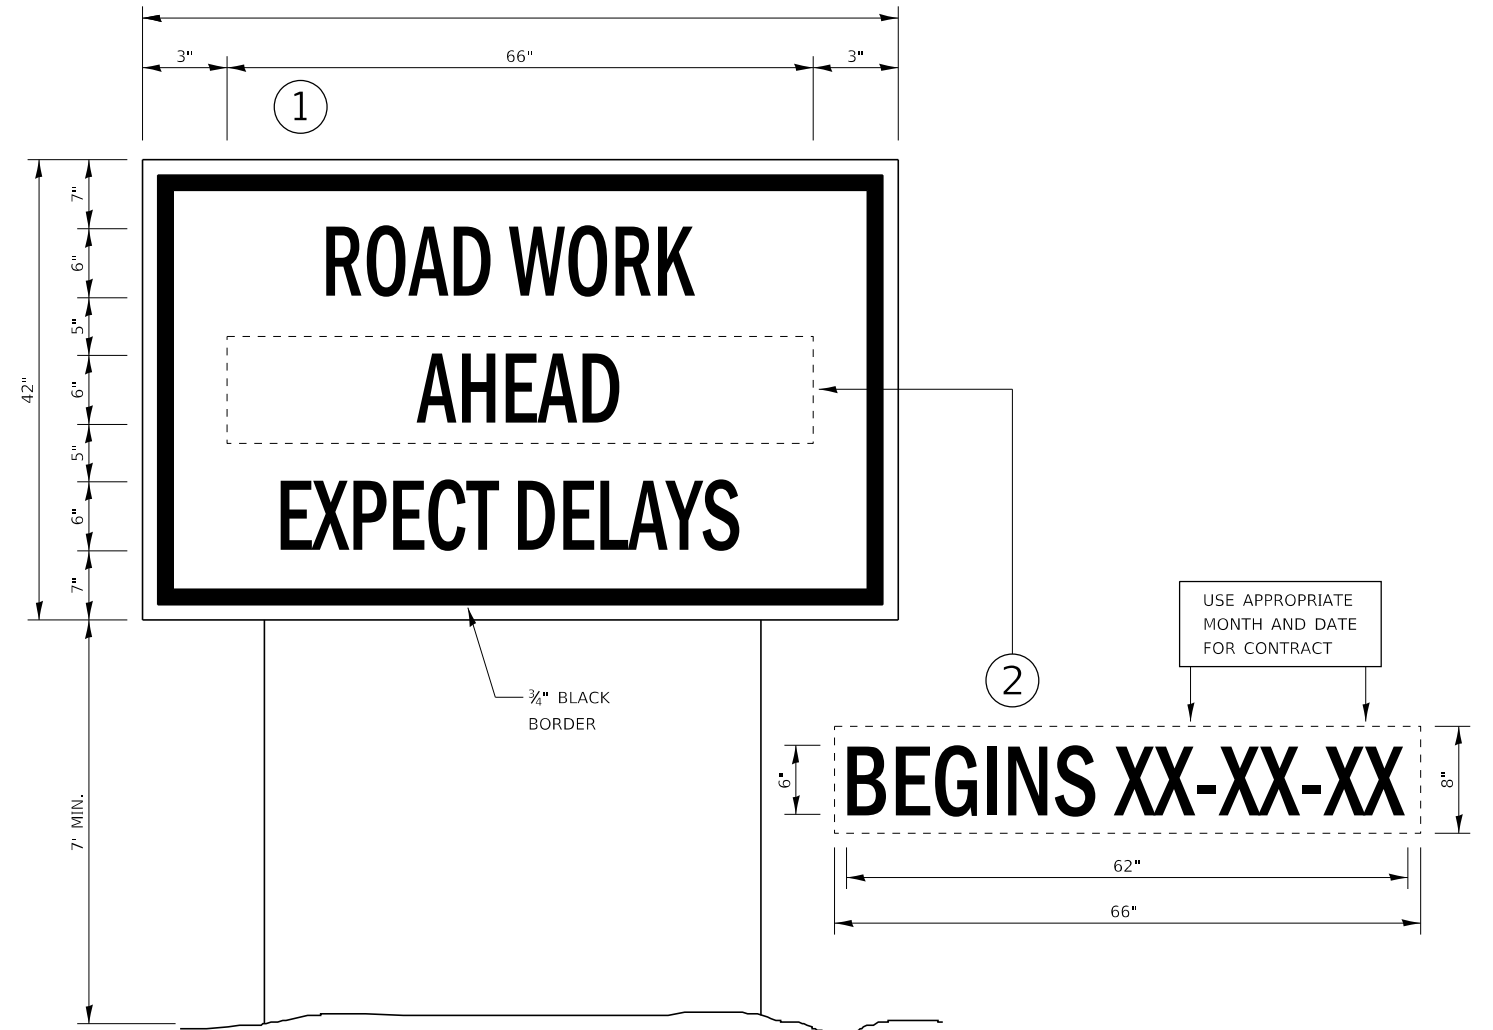 3" 66" 3"
1
7"
6"
5"
6"
5"
6"
7"
42"
ROAD WORK
AHEAD
EXPECT DELAYS
2
¾" BLACK
BORDER
7' MIN.
USE APPROPRIATE
MONTH AND DATE
FOR CONTRACT
6"
BEGINS XX-XX-XX
8"
62"
66"